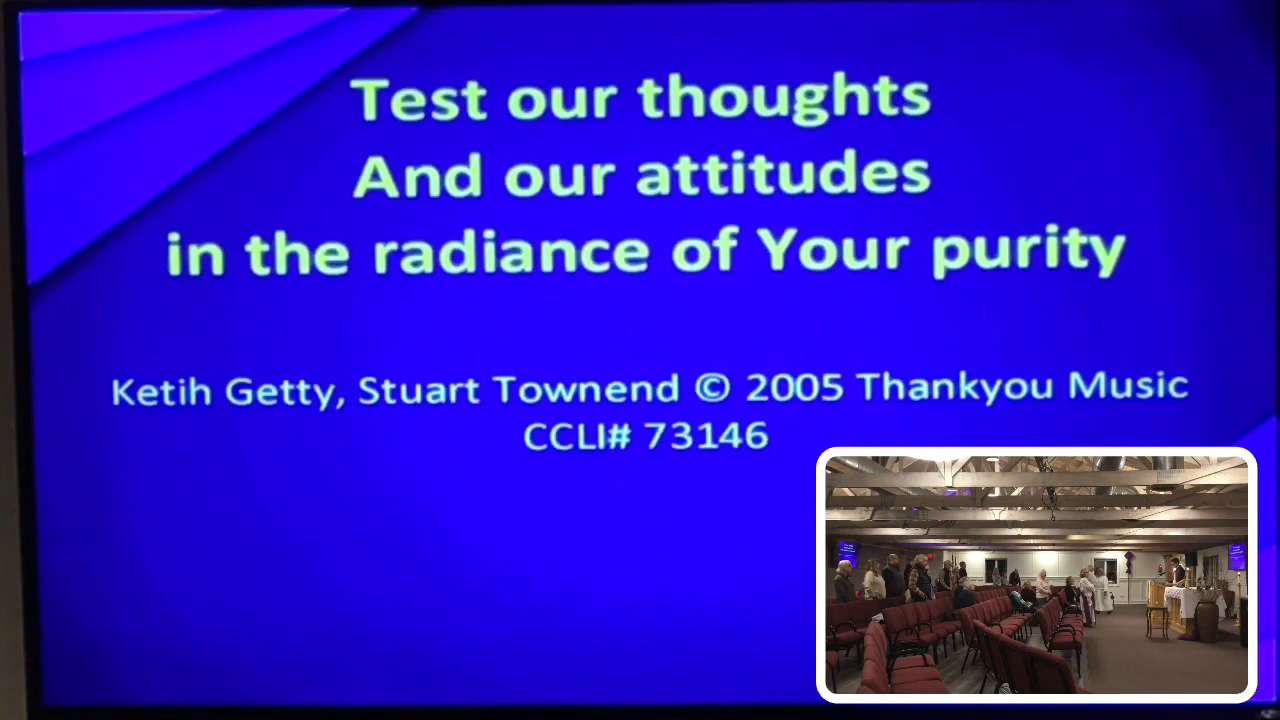 Test our thoughts
And our attitudes
in the radiance of Your purity
Ketih Getty, Stuart Townend © 2005 Thankyou Music
CCLI# 73146